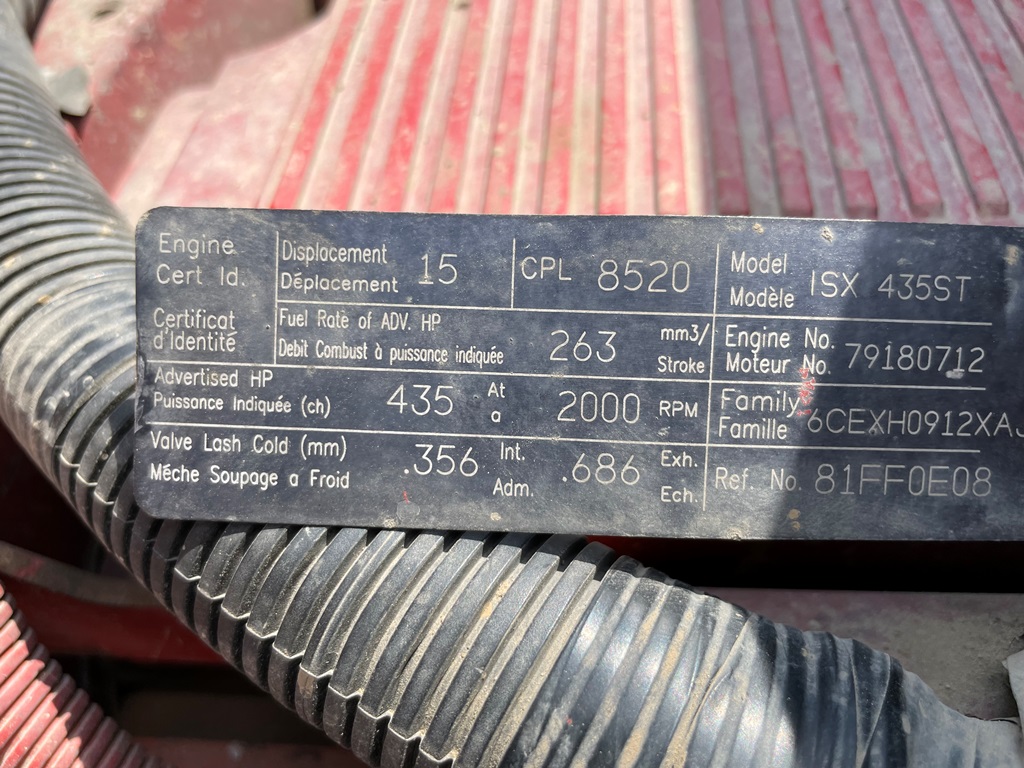 Engine
Cert Id.
Certificat
d'Identité
Displacement
Déplacement
15
CPL 8520
Model
Modèle
ISX 435ST
Fuel Rate of ADV. HP
Debit Combust à puissance indiquée
263
mm3/
Stroke
Engine No.
Moteur No.
79180712
Advertised HP
Puissance Indiquée (ch)
435
At
a
2000 RPM
Family
Famille
6CEXH0912XAJ
Valve Lash Cold (mm)
Méche Soupage a Froid
.356
Int.
Adm.
.686
Exh.
Ech.
Ref. No. 81FF0E08